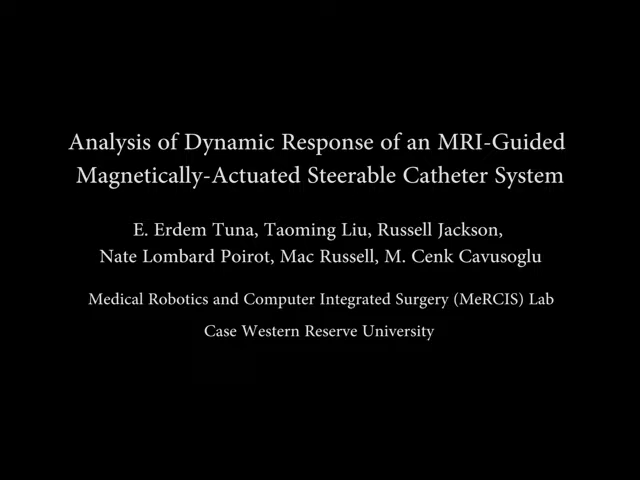 Analysis of Dynamic Response of an MRI-Guided
Magnetically-Actuated Steerable Catheter System
E. Erdem Tuna, Taoming Liu, Russell Jackson,
Nate Lombard Poirot, Mac Russell, M. Cenk Cavusoglu
Medical Robotics and Computer Integrated Surgery (MeRCIS) Lab
Case Western Reserve University